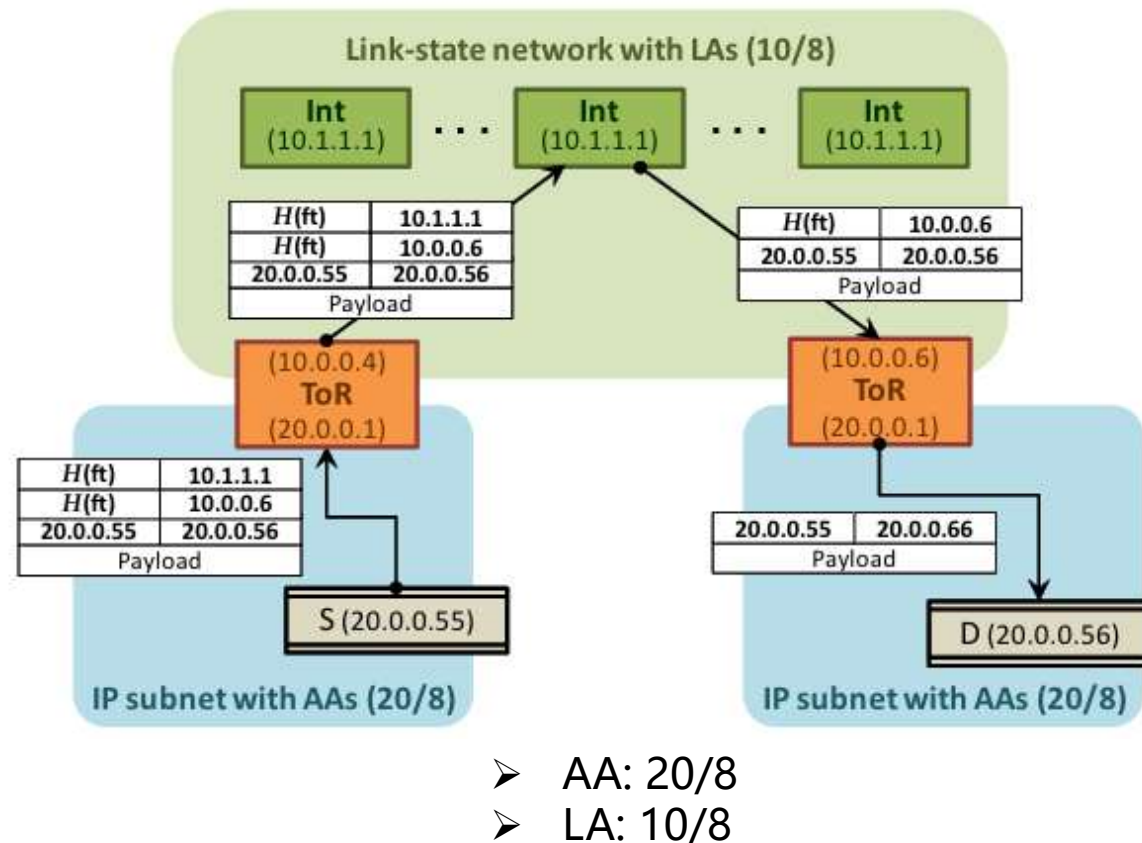 Link-state network with LAs (10/8)
Int
(10.1.1.1)
. . .
Int
(10.1.1.1)
. . .
Int
(10.1.1.1)
H(ft) 10.1.1.1
H(ft) 10.0.0.6
20.0.0.55 20.0.0.56
Payload
H(ft) 10.0.0.6
20.0.0.55 20.0.0.56
Payload
(10.0.0.4)
ToR
(20.0.0.1)
(10.0.0.6)
ToR
(20.0.0.1)
H(ft) 10.1.1.1
H(ft) 10.0.0.6
20.0.0.55 20.0.0.56
Payload
20.0.0.55 20.0.0.66
Payload
S (20.0.0.55)
D (20.0.0.56)
IP subnet with AAs (20/8)
IP subnet with AAs (20/8)
➢ AA: 20/8
➢ LA: 10/8